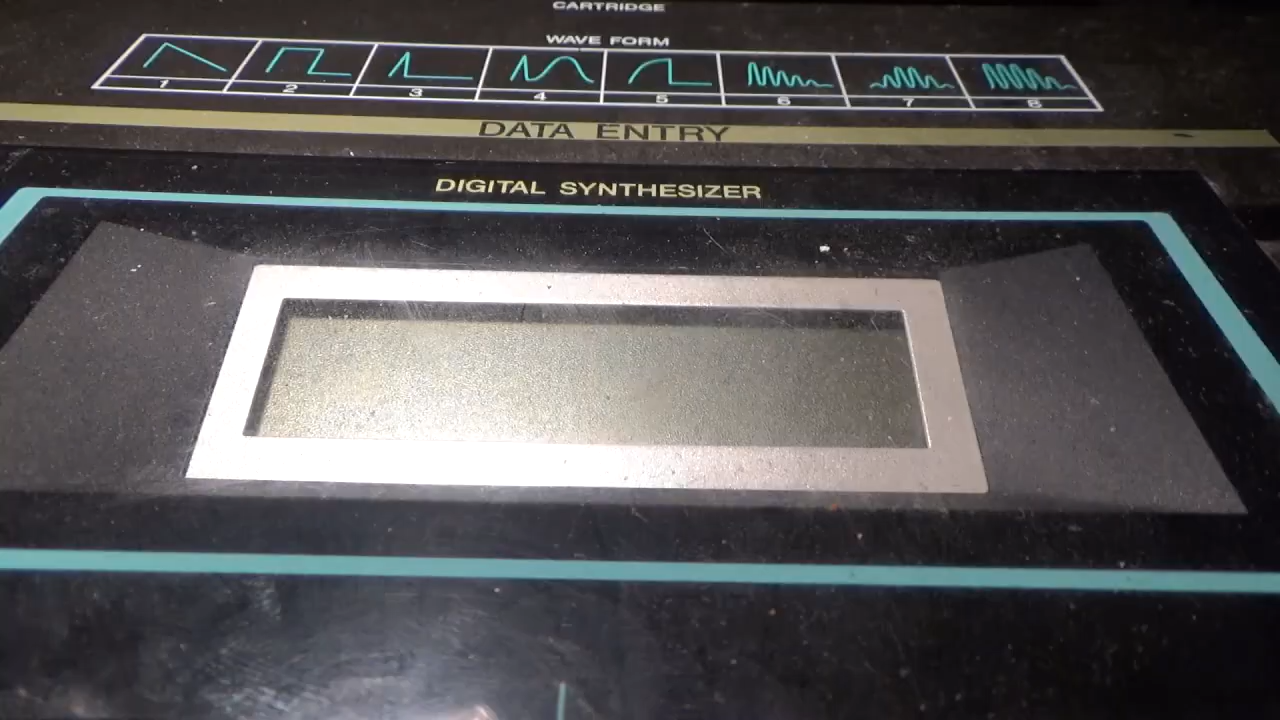 CARTRIDGE
WAVE FORM
1 2 3 4 5 6 7 8
DATA ENTRY
DIGITAL SYNTHESIZER